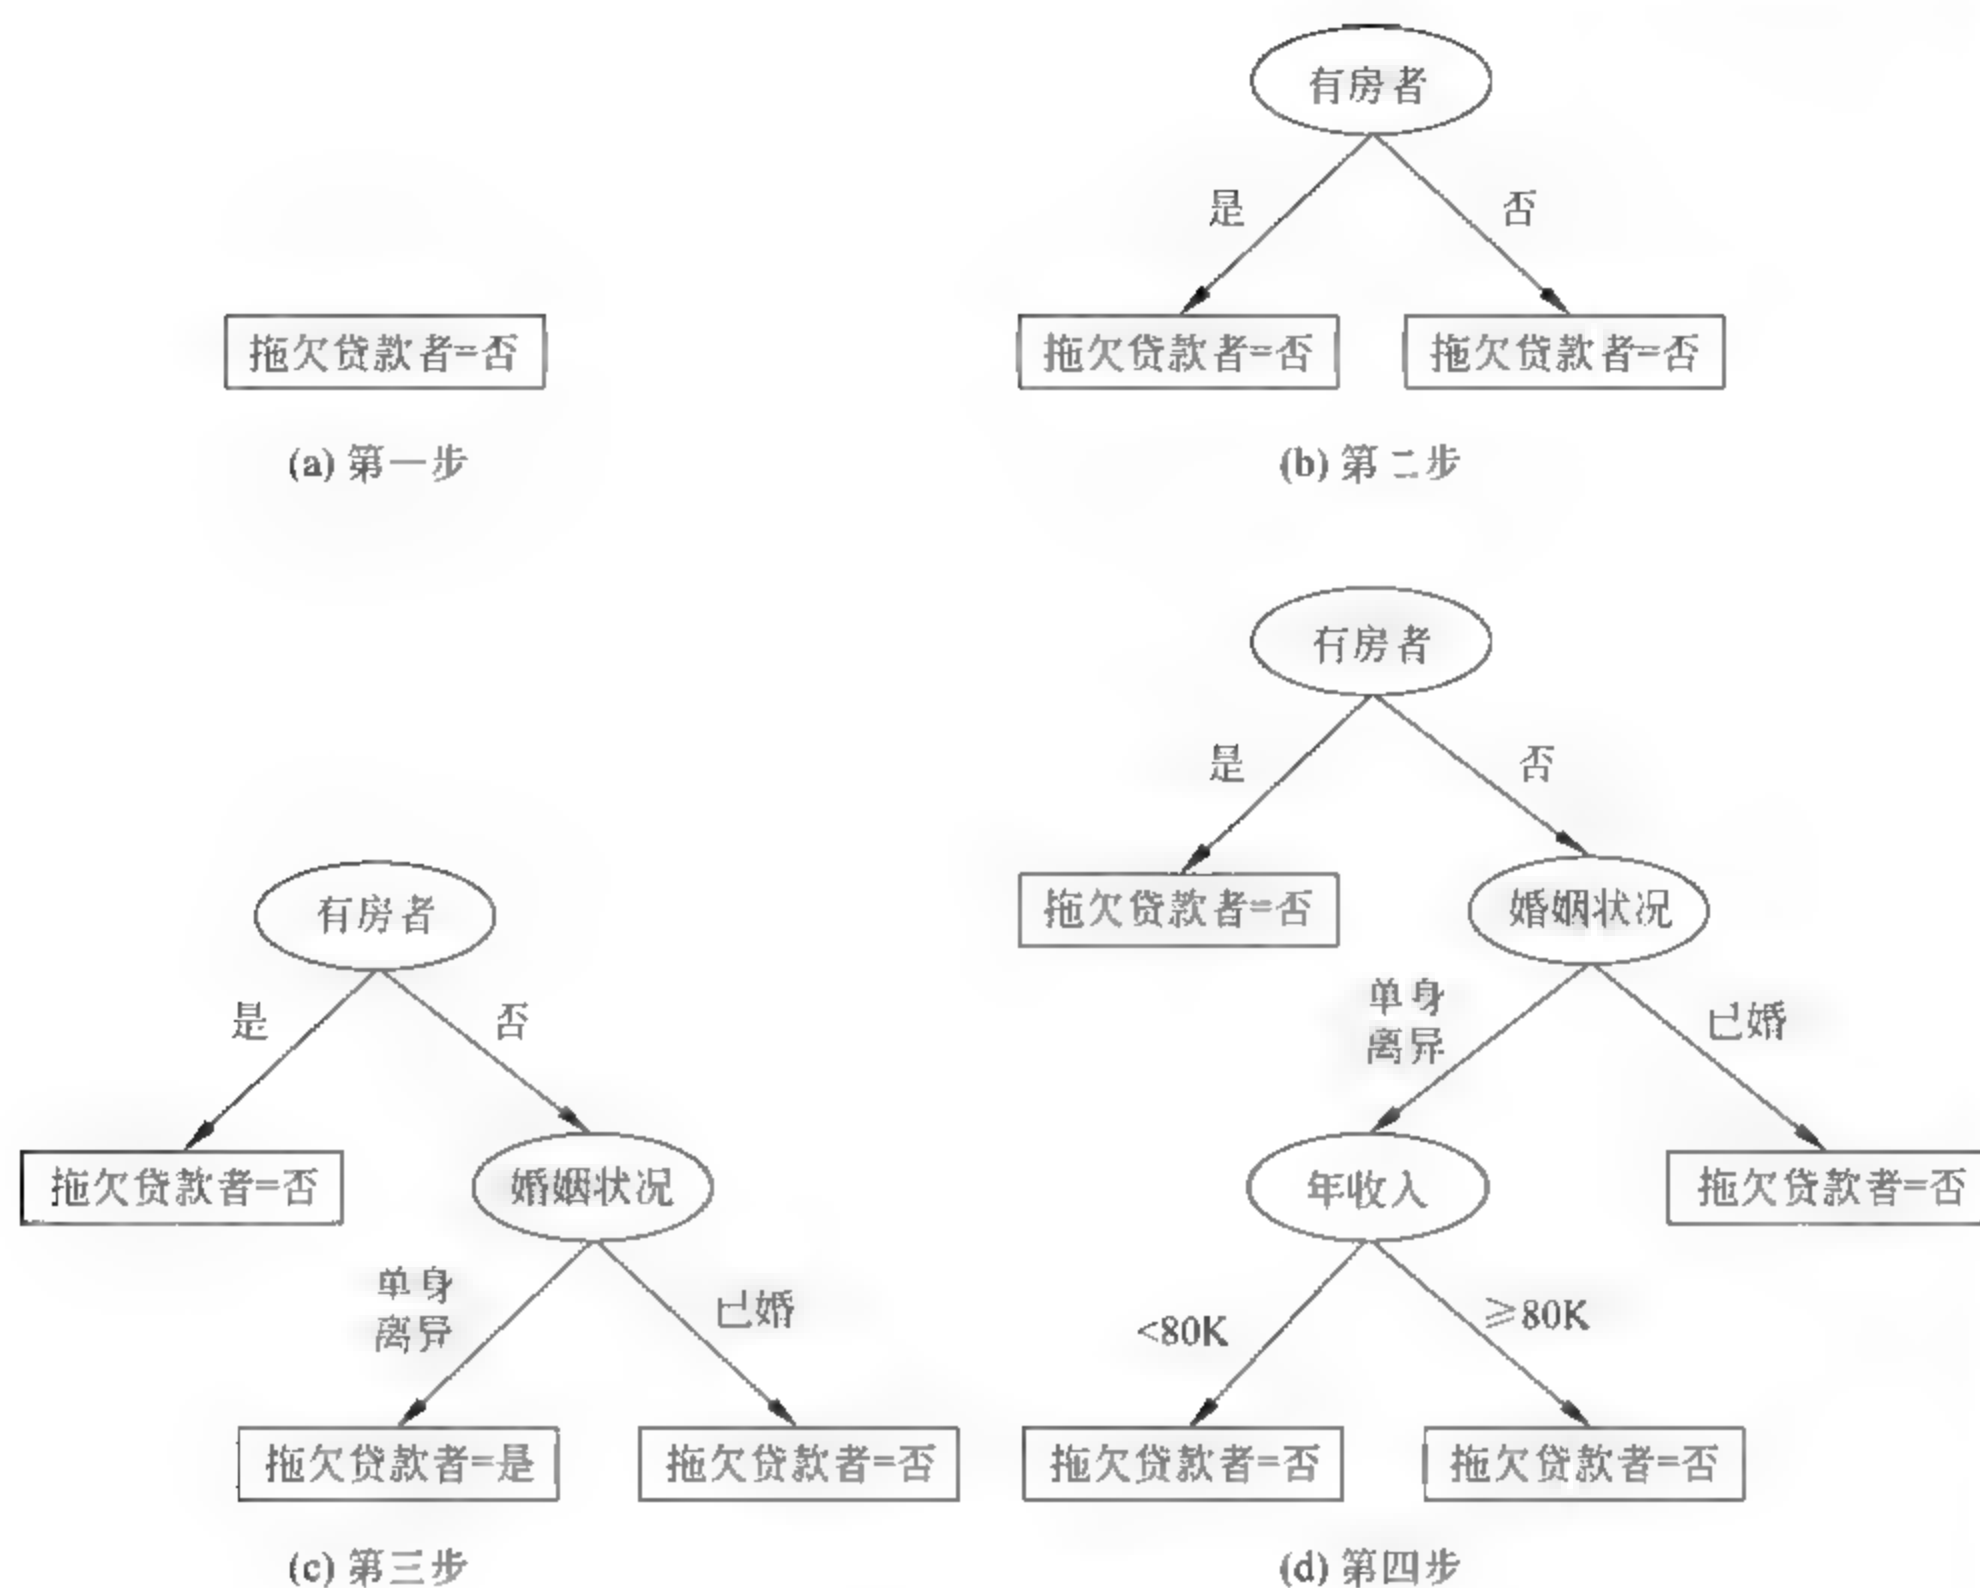 有房者
是
否
拖欠贷款者=否
拖欠贷款者=否
拖欠贷款者=否
(a) 第一步
(b) 第二步
有房者
是
否
拖欠贷款者=否
婚姻状况
单身
离异
已婚
年收入
拖欠贷款者=否
<80K
≥80K
拖欠贷款者=否
拖欠贷款者=否
(d) 第四步
有房者
是
否
拖欠贷款者=否
婚姻状况
单身
离异
已婚
拖欠贷款者=是
拖欠贷款者=否
(c) 第三步